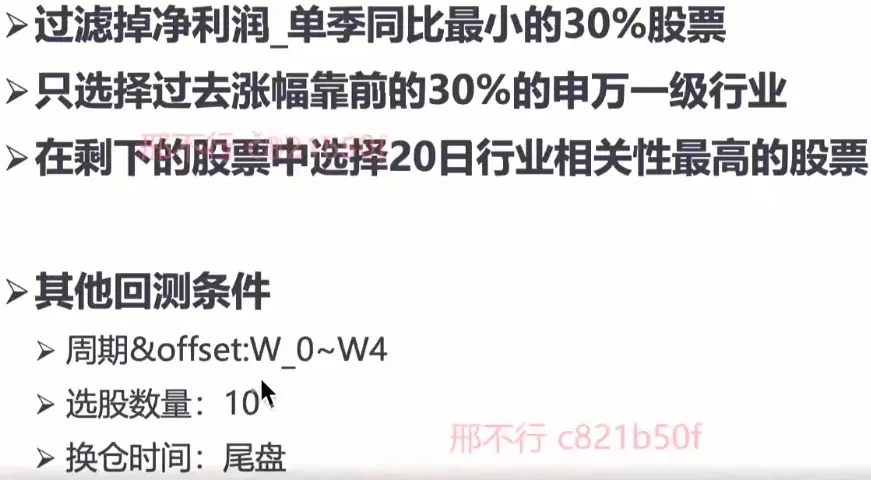 ➢过滤掉净利润_单季同比最小的30%股票
➢只选择过去涨幅靠前的30%的申万一级行业
➢在剩下的股票中选择20日行业相关性最高的股票
➢其他回测条件
➢周期&offset:W_0~W4
➢选股数量：10
邢不行 c821b50f
➢换仓时间：尾盘